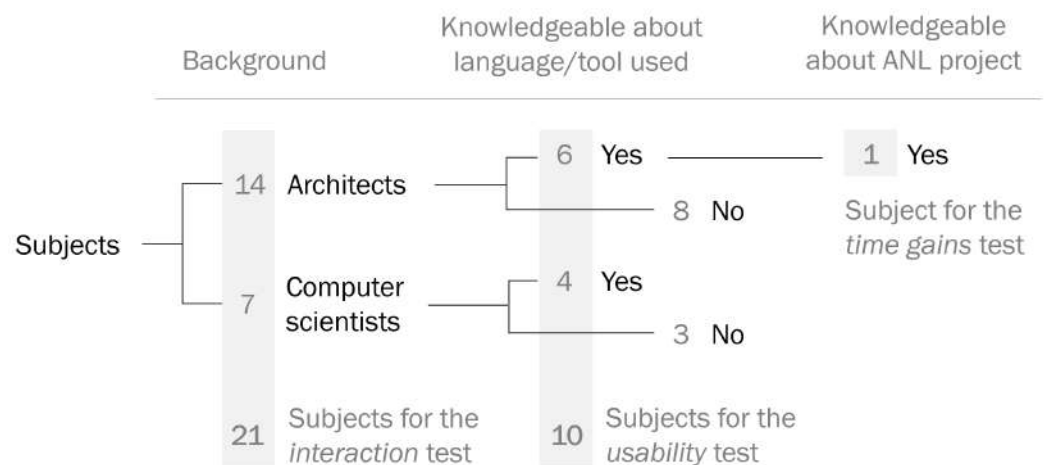 Background
Knowledgeable about
language/tool used
Knowledgeable
about ANL project
Subjects
14 Architects
6 Yes
1 Yes
8 No
Subject for the
time gains test
7 Computer
scientists
4 Yes
3 No
21 Subjects for the
interaction test
10 Subjects for the
usability test